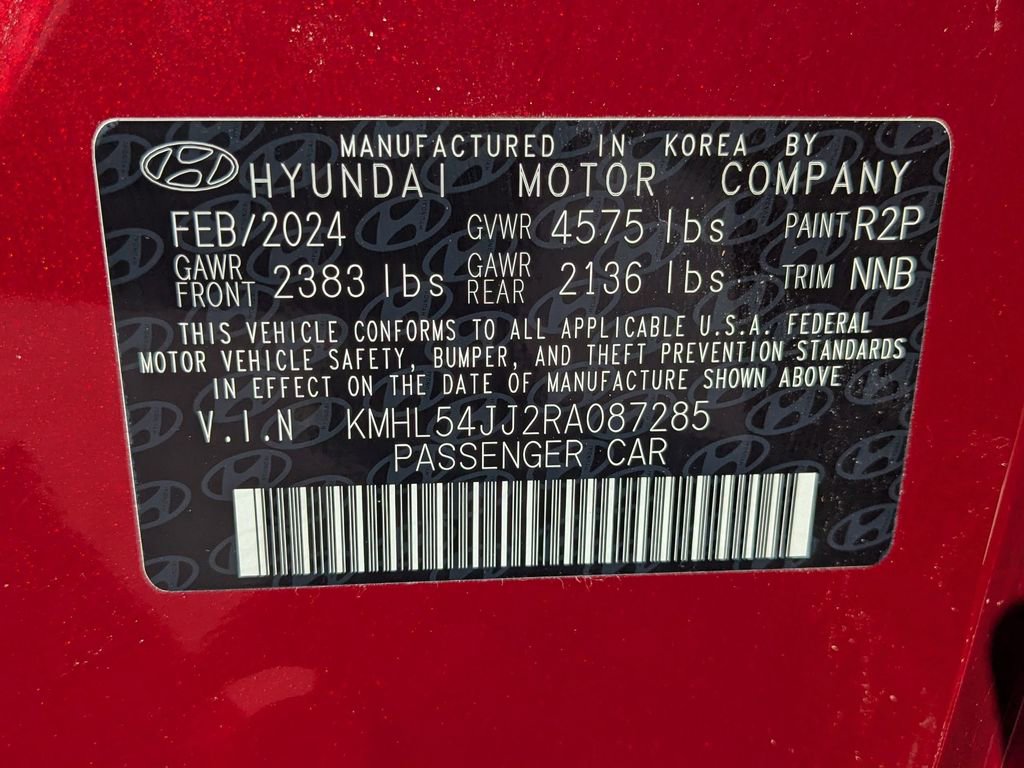 MANUFACTURED IN KOREA BY
HYUNDAI MOTOR COMPANY
FEB/2024 GVWR 4575 lbs PAINT R2P
GAWR FRONT 2383 lbs GAWR REAR 2136 lbs TRIM NNB
THIS VEHICLE CONFORMS TO ALL APPLICABLE U.S.A. FEDERAL
MOTOR VEHICLE SAFETY, BUMPER, AND THEFT PREVENTION STANDARDS
IN EFFECT ON THE DATE OF MANUFACTURE SHOWN ABOVE
V.I.N KMHL54JJ2RA087285
PASSENGER CAR